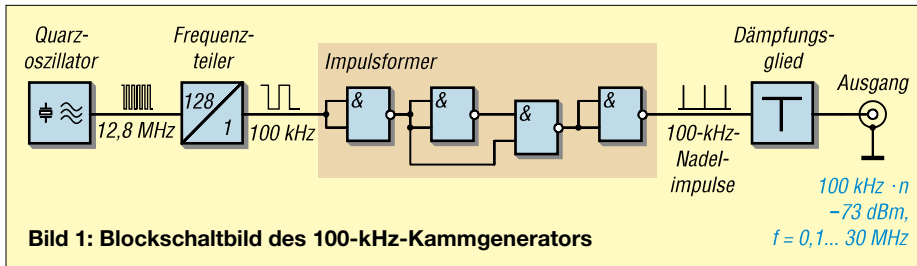 Quarz-
oszillator
Frequenz-
teiler
Impulsformer
Dämpfungs-
glied
Ausgang
12,8 MHz
128
1
100 kHz
&
&
&
&
100-kHz-
Nadel-
impulse
100 kHz · n
–73 dBm,
f = 0,1... 30 MHz
Bild 1: Blockschaltbild des 100-kHz-Kammgenerators